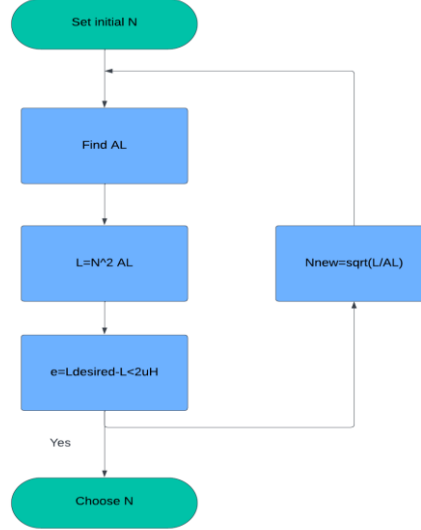 Set initial N
Find AL
L=N^2 AL
Nnew=sqrt(L/AL)
e=Ldesired-L<2uH
Yes
Choose N